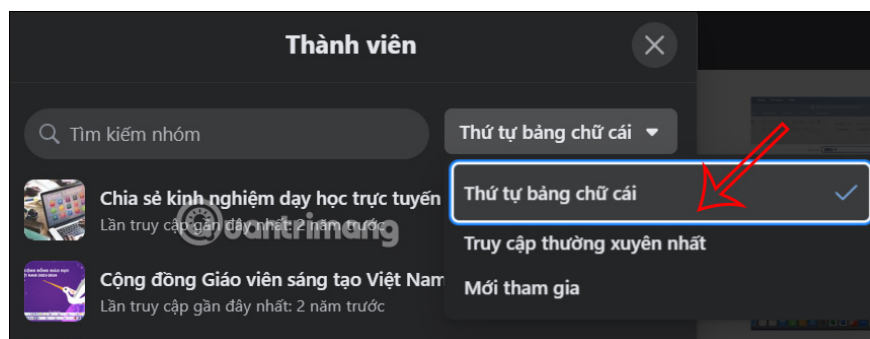 Thành viên
Tìm kiếm nhóm
Thứ tự bảng chữ cái
Chia sẻ kinh nghiệm dạy học trực tuyến
Lần truy cập gần đây nhất: 2 năm trước
Thứ tự bảng chữ cái
Truy cập thường xuyên nhất
Mới tham gia
Cộng đồng Giáo viên sáng tạo Việt Nam
Lần truy cập gần đây nhất: 2 năm trước
uantrimang